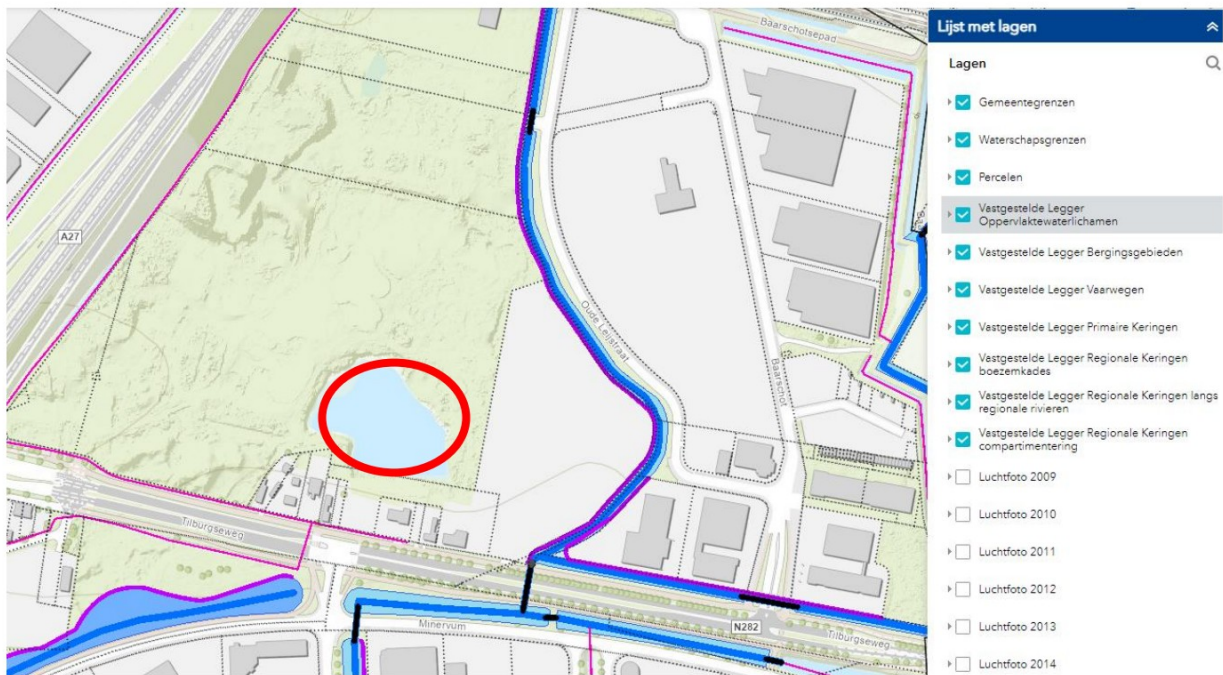 Baarschotsepad
A27
Oude Leijstraat
Baarschot
Tilburgseweg
Minervum
N282
Tilburgseweg
Lijst met lagen
Lagen
Gemeentegrenzen
Waterschapsgrenzen
Percelen
Vastgestelde Legger
Oppervlaktewaterlichamen
Vastgestelde Legger Bergingsgebieden
Vastgestelde Legger Vaarwegen
Vastgestelde Legger Primaire Keringen
Vastgestelde Legger Regionale Keringen
boezemkades
Vastgestelde Legger Regionale Keringen langs
regionale rivieren
Vastgestelde Legger Regionale Keringen
compartimentering
Luchtfoto 2009
Luchtfoto 2010
Luchtfoto 2011
Luchtfoto 2012
Luchtfoto 2013
Luchtfoto 2014